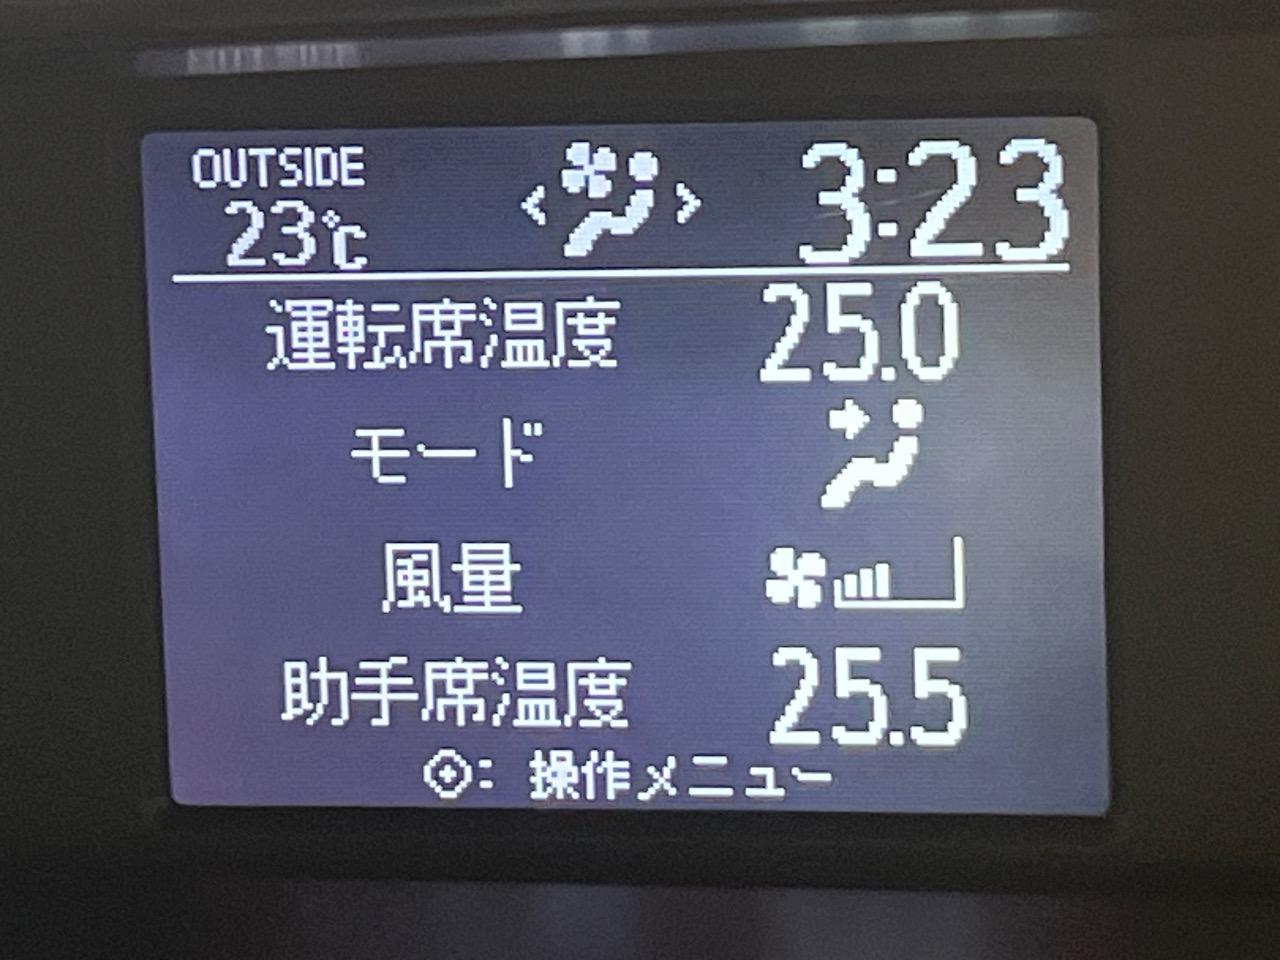 OUTSIDE
23℃
< > 3:23
運転席温度 25.0
モード
風量
助手席温度 25.5
: 操作メニュー